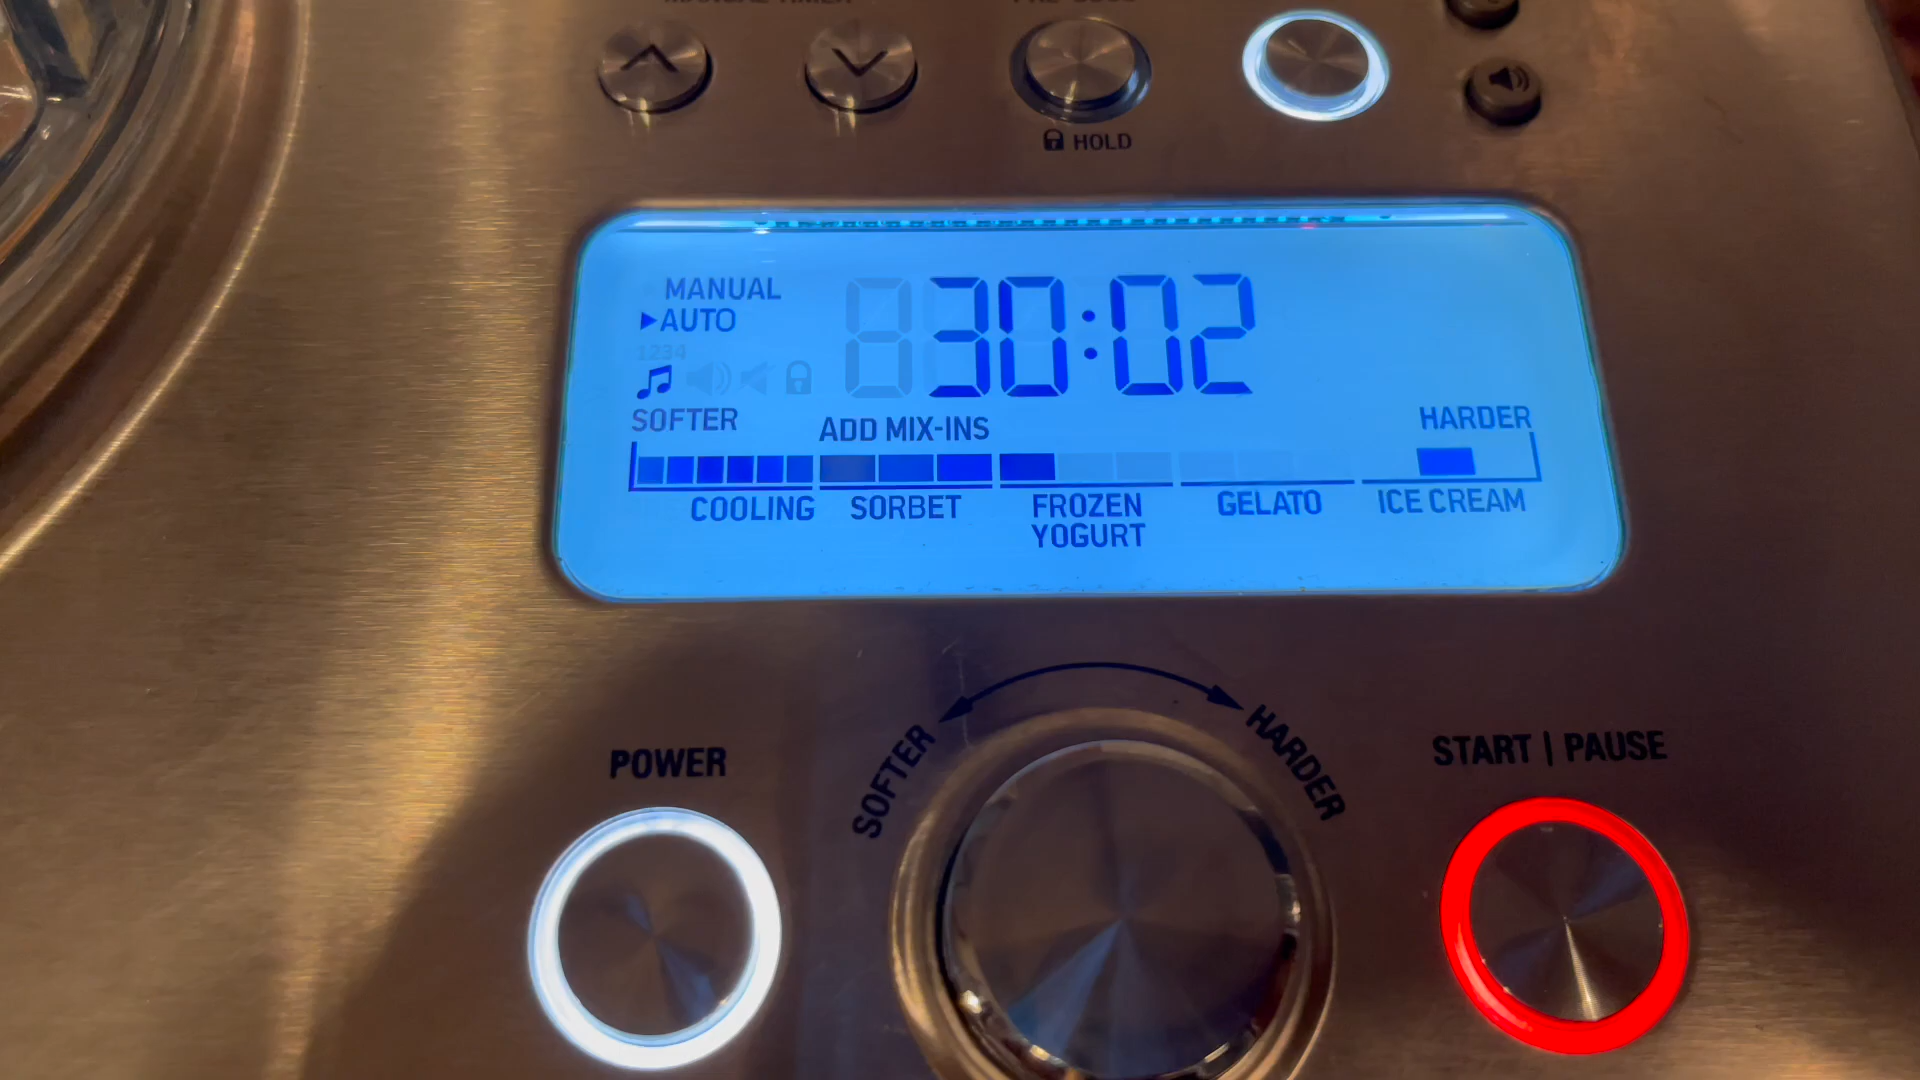 HOLD
MANUAL
AUTO
30:02
1234
SOFTER
ADD MIX-INS
HARDER
COOLING
SORBET
FROZEN
YOGURT
GELATO
ICE CREAM
SOFTER
HARDER
POWER
START | PAUSE